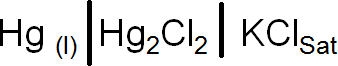 Hg (l) | Hg₂Cl₂ | KClSat